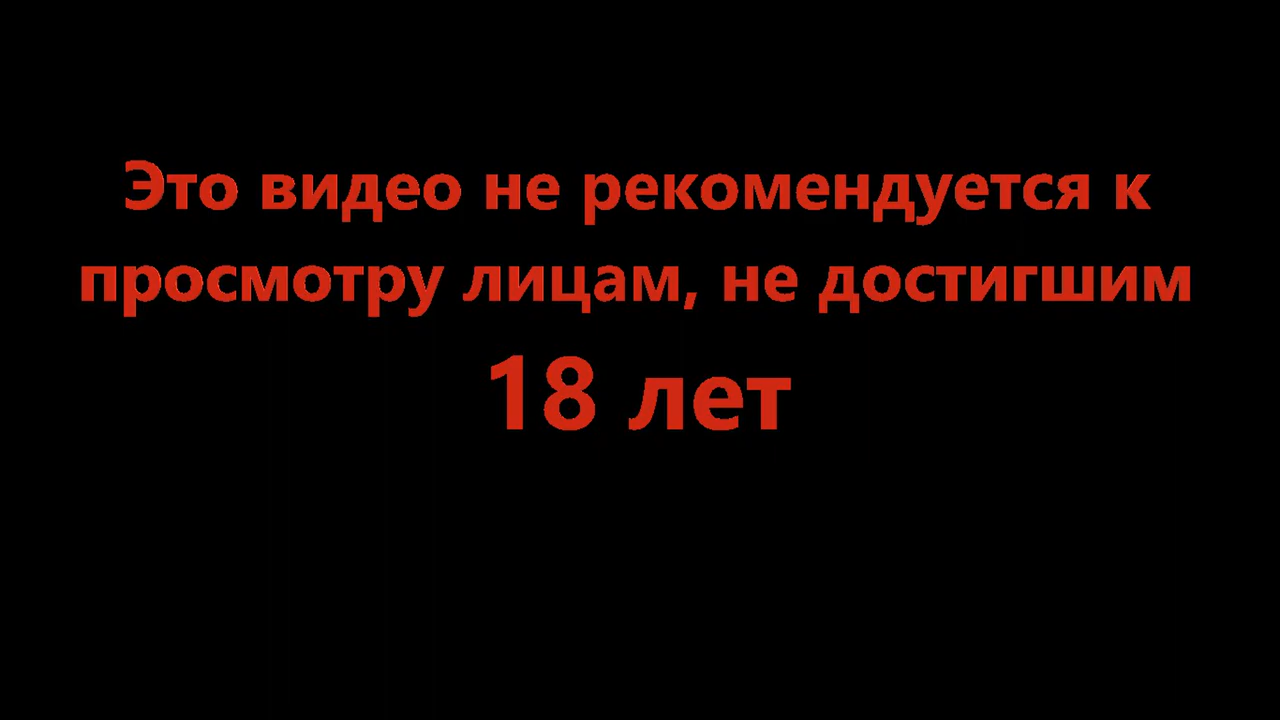 Это видео не рекомендуется к
просмотру лицам, не достигшим
18 лет